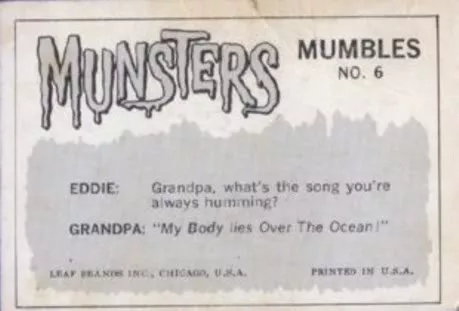 MUNSTERS
MUMBLES
NO. 6
EDDIE: Grandpa, what's the song you're
always humming?
GRANDPA: "My Body lies Over The Ocean!"
LEAF BRANDS INC., CHICAGO, U.S.A.
PRINTED IN U.S.A.